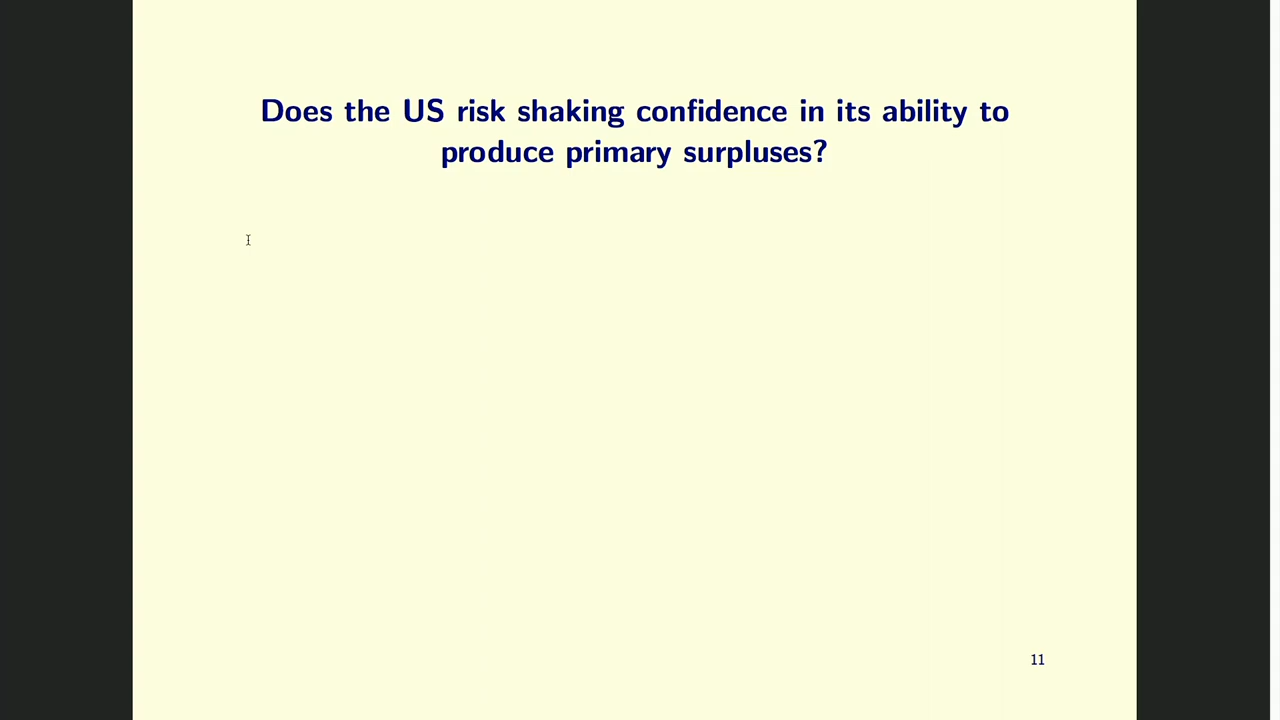 Does the US risk shaking confidence in its ability to
produce primary surpluses?
11